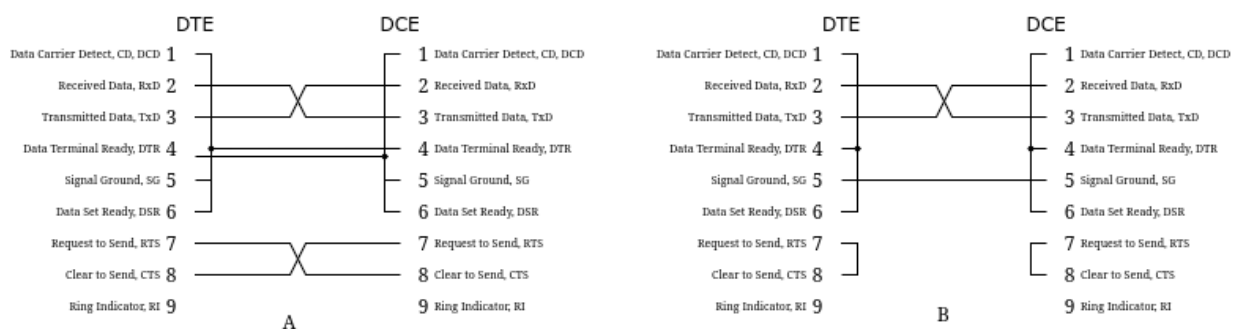 DTE DCE DTE DCE
Data Carrier Detect, CD, DCD 1 1 Data Carrier Detect, CD, DCD Data Carrier Detect, CD, DCD 1 1 Data Carrier Detect, CD, DCD
Received Data, RxD 2 2 Received Data, RxD Received Data, RxD 2 2 Received Data, RxD
Transmitted Data, TxD 3 3 Transmitted Data, TxD Transmitted Data, TxD 3 3 Transmitted Data, TxD
Data Terminal Ready, DTR 4 4 Data Terminal Ready, DTR Data Terminal Ready, DTR 4 4 Data Terminal Ready, DTR
Signal Ground, SG 5 5 Signal Ground, SG Signal Ground, SG 5 5 Signal Ground, SG
Data Set Ready, DSR 6 6 Data Set Ready, DSR Data Set Ready, DSR 6 6 Data Set Ready, DSR
Request to Send, RTS 7 7 Request to Send, RTS Request to Send, RTS 7 7 Request to Send, RTS
Clear to Send, CTS 8 8 Clear to Send, CTS Clear to Send, CTS 8 8 Clear to Send, CTS
Ring Indicator, RI 9 9 Ring Indicator, RI Ring Indicator, RI 9 9 Ring Indicator, RI
A B